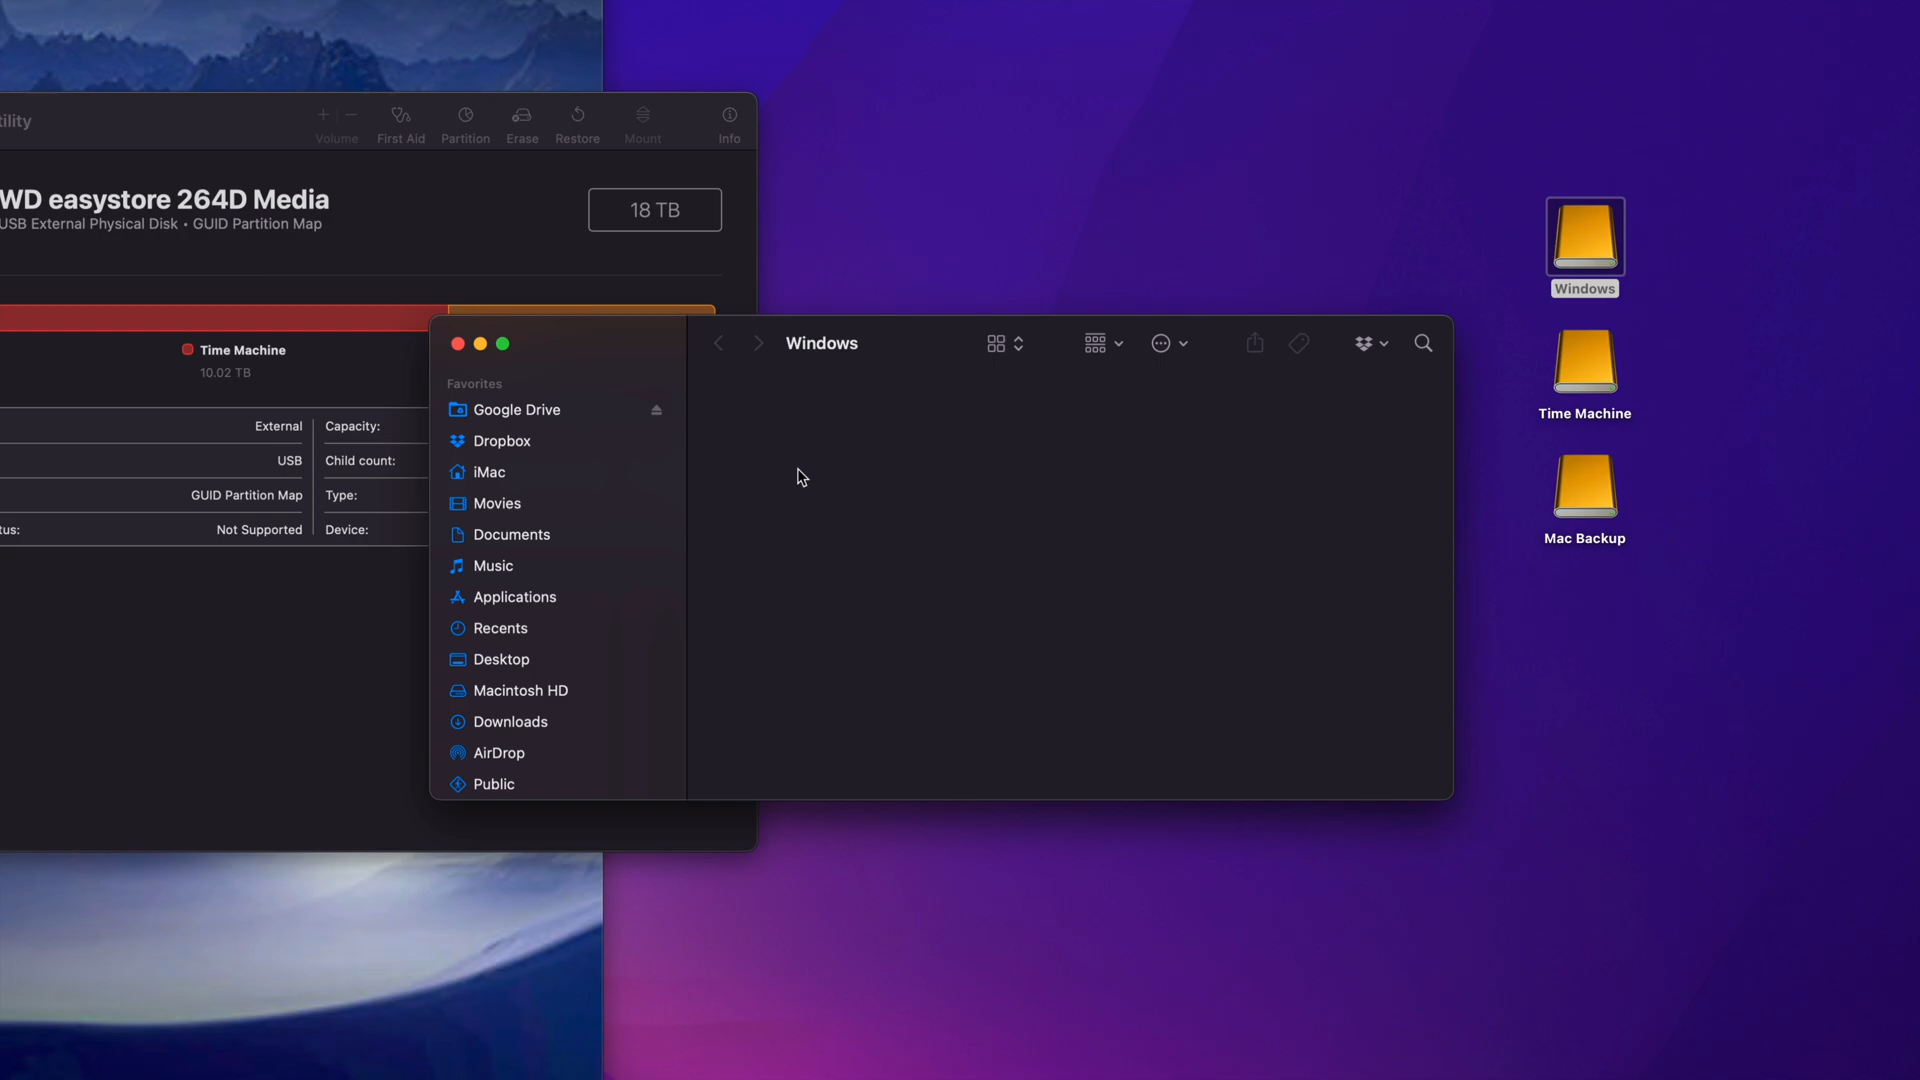 tility
Volume
First Aid
Partition
Erase
Restore
Mount
Info
WD easystore 264D Media
USB External Physical Disk • GUID Partition Map
18 TB
Time Machine
10.02 TB
External
Capacity:
USB
Child count:
GUID Partition Map
Type:
tus:
Not Supported
Device:
Windows
Favorites
Google Drive
Dropbox
iMac
Movies
Documents
Music
Applications
Recents
Desktop
Macintosh HD
Downloads
AirDrop
Public
Windows
Time Machine
Mac Backup